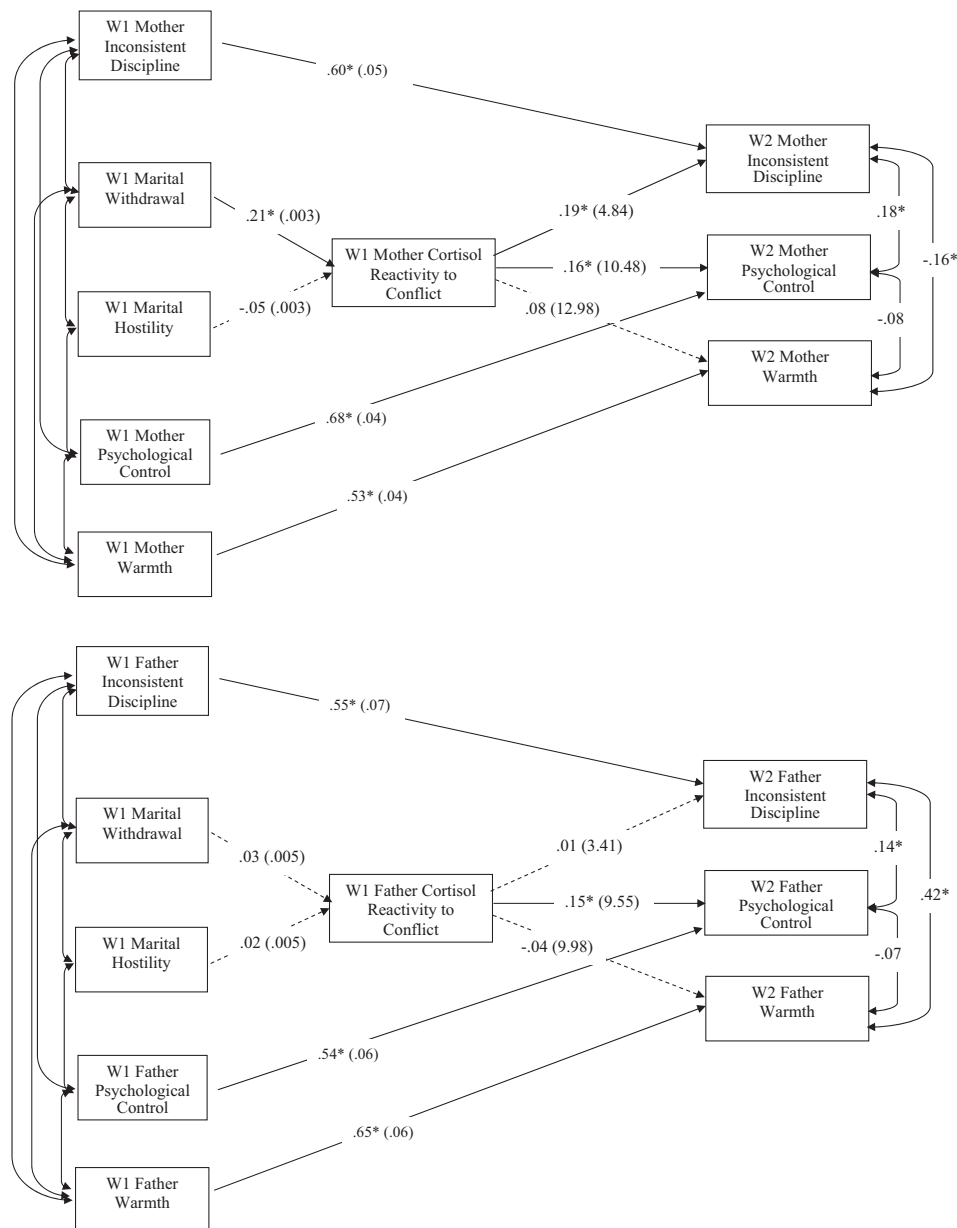 W1 Mother
Inconsistent
Discipline
.60* (.05)
W2 Mother
Inconsistent
Discipline
W1 Marital
Withdrawal
.21* (.003)
.19* (4.84)
.18*
W1 Mother Cortisol
Reactivity to
Conflict
.16* (10.48)
W2 Mother
Psychological
Control
-.16*
W1 Marital
Hostility
-.05 (.003)
.08 (12.98)
-.08
W2 Mother
Warmth
W1 Mother
Psychological
Control
.68* (.04)
.53* (.04)
W1 Mother
Warmth
W1 Father
Inconsistent
Discipline
.55* (.07)
W2 Father
Inconsistent
Discipline
W1 Marital
Withdrawal
.03 (.005)
.01 (3.41)
.14*
W1 Father Cortisol
Reactivity to
Conflict
.15* (9.55)
W2 Father
Psychological
Control
.42*
W1 Marital
Hostility
.02 (.005)
-.04 (9.98)
-.07
W2 Father
Warmth
W1 Father
Psychological
Control
.54* (.06)
.65* (.06)
W1 Father
Warmth